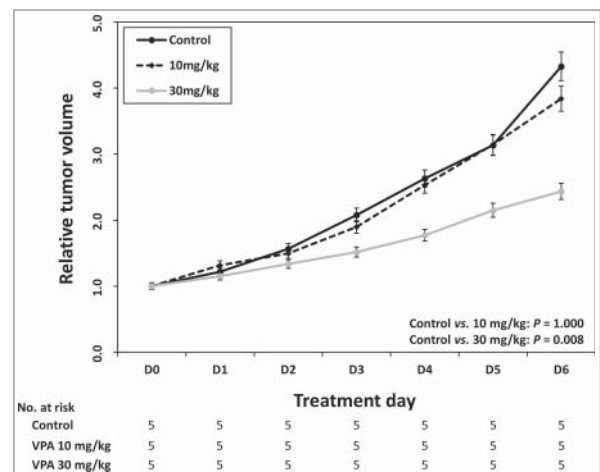 5.0
4.0
3.0
2.0
1.0
0.0
Relative tumor volume
Control
10mg/kg
30mg/kg
Control vs. 10 mg/kg: P = 1.000
Control vs. 30 mg/kg: P = 0.008
D0 D1 D2 D3 D4 D5 D6
Treatment day
No. at risk
Control 5 5 5 5 5 5 5
VPA 10 mg/kg 5 5 5 5 5 5 5
VPA 30 mg/kg 5 5 5 5 5 5 5